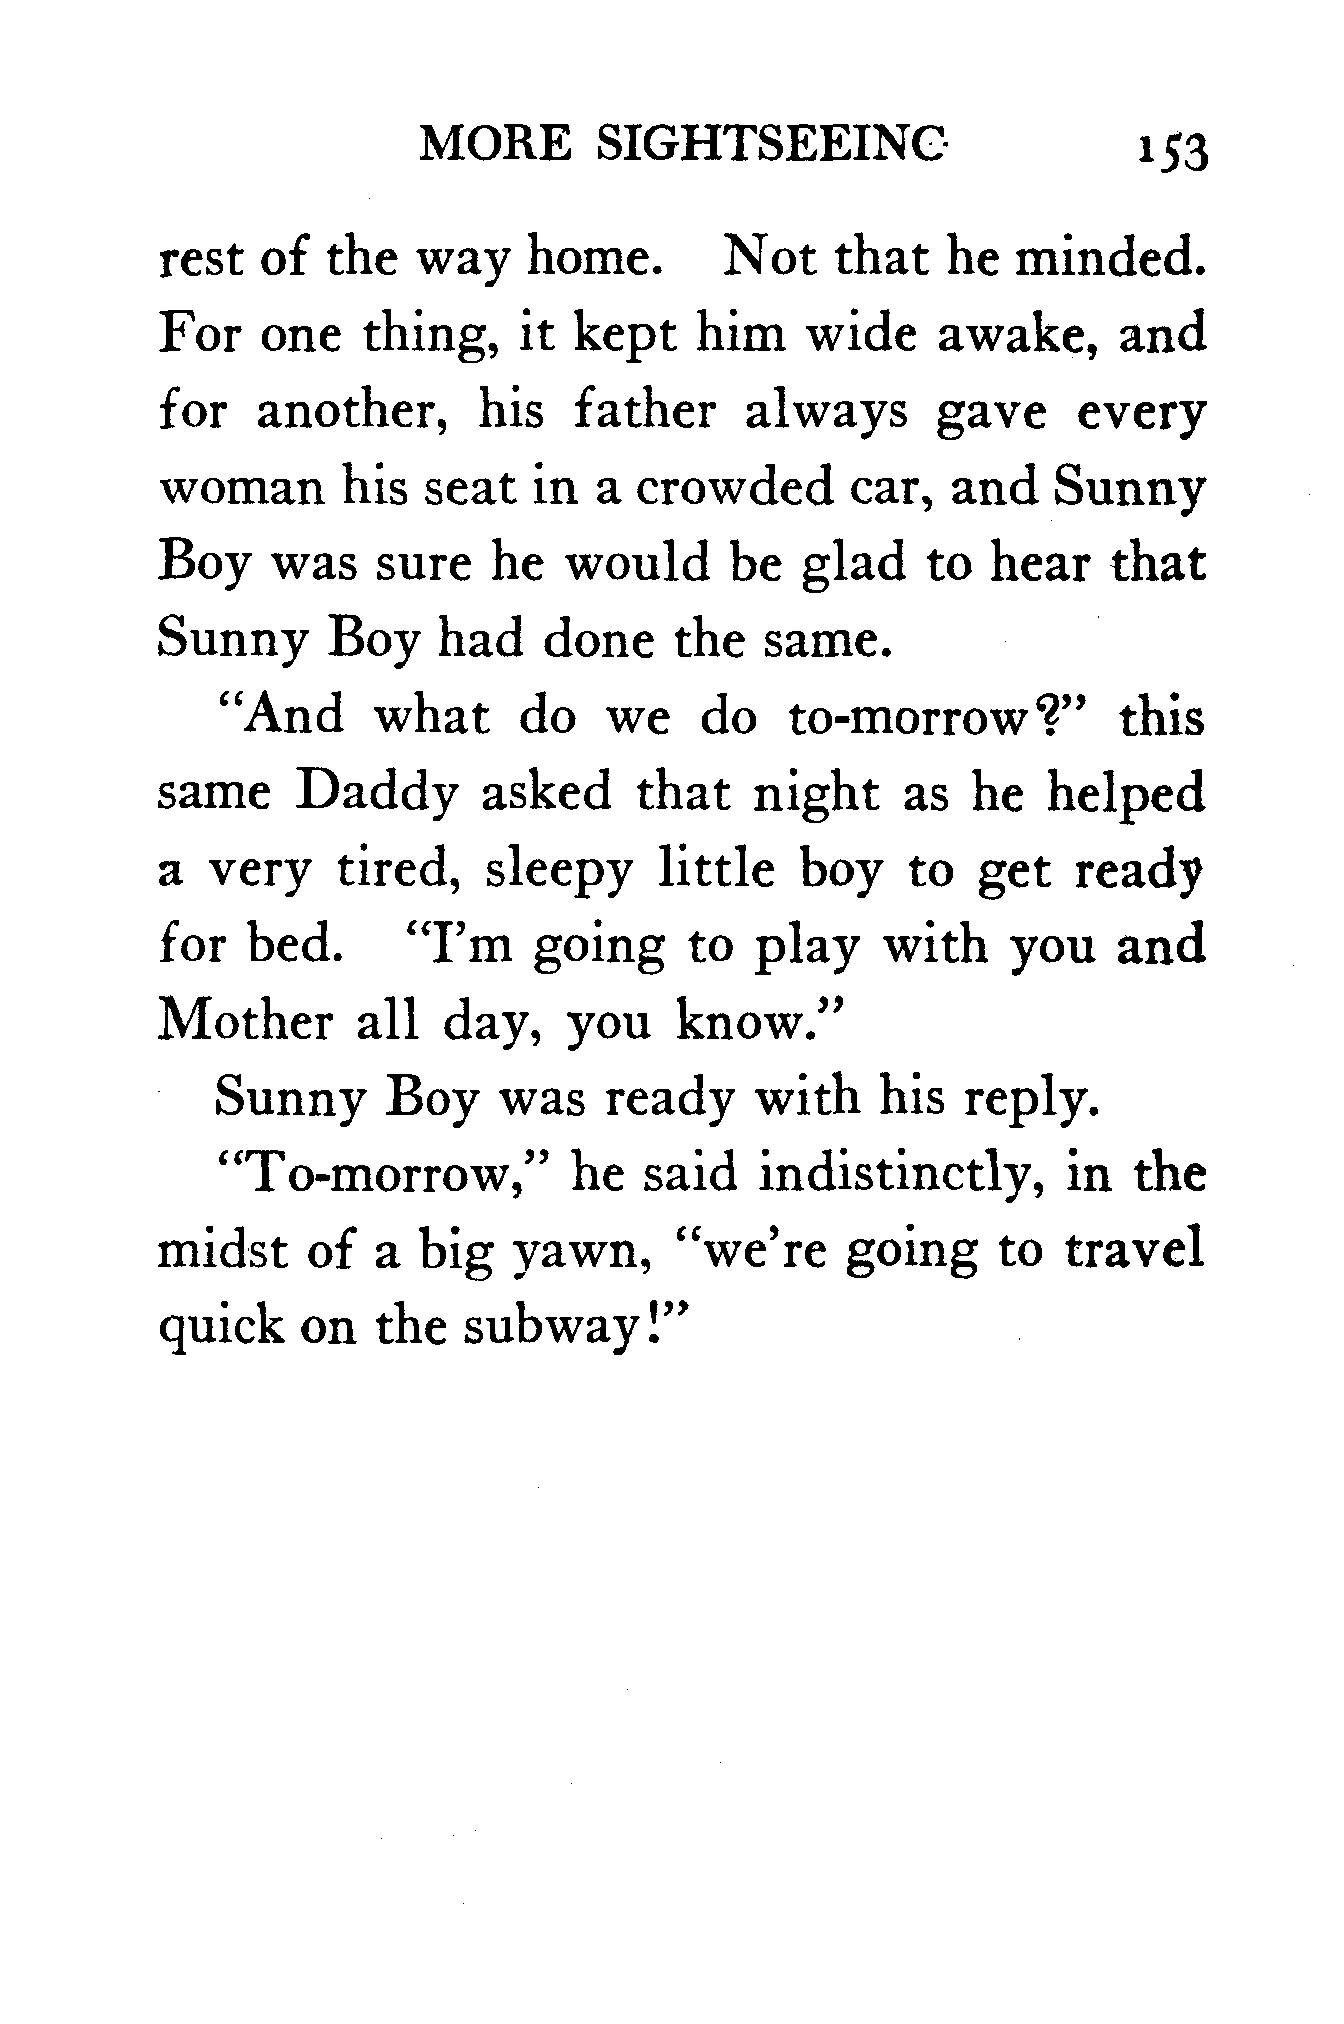 MORE SIGHTSEEING 153
rest of the way home. Not that he minded.
For one thing, it kept him wide awake, and
for another, his father always gave every
woman his seat in a crowded car, and Sunny
Boy was sure he would be glad to hear that
Sunny Boy had done the same.
"And what do we do to-morrow?" this
same Daddy asked that night as he helped
a very tired, sleepy little boy to get ready
for bed. "I'm going to play with you and
Mother all day, you know."
Sunny Boy was ready with his reply.
"To-morrow," he said indistinctly, in the
midst of a big yawn, "we're going to travel
quick on the subway!"